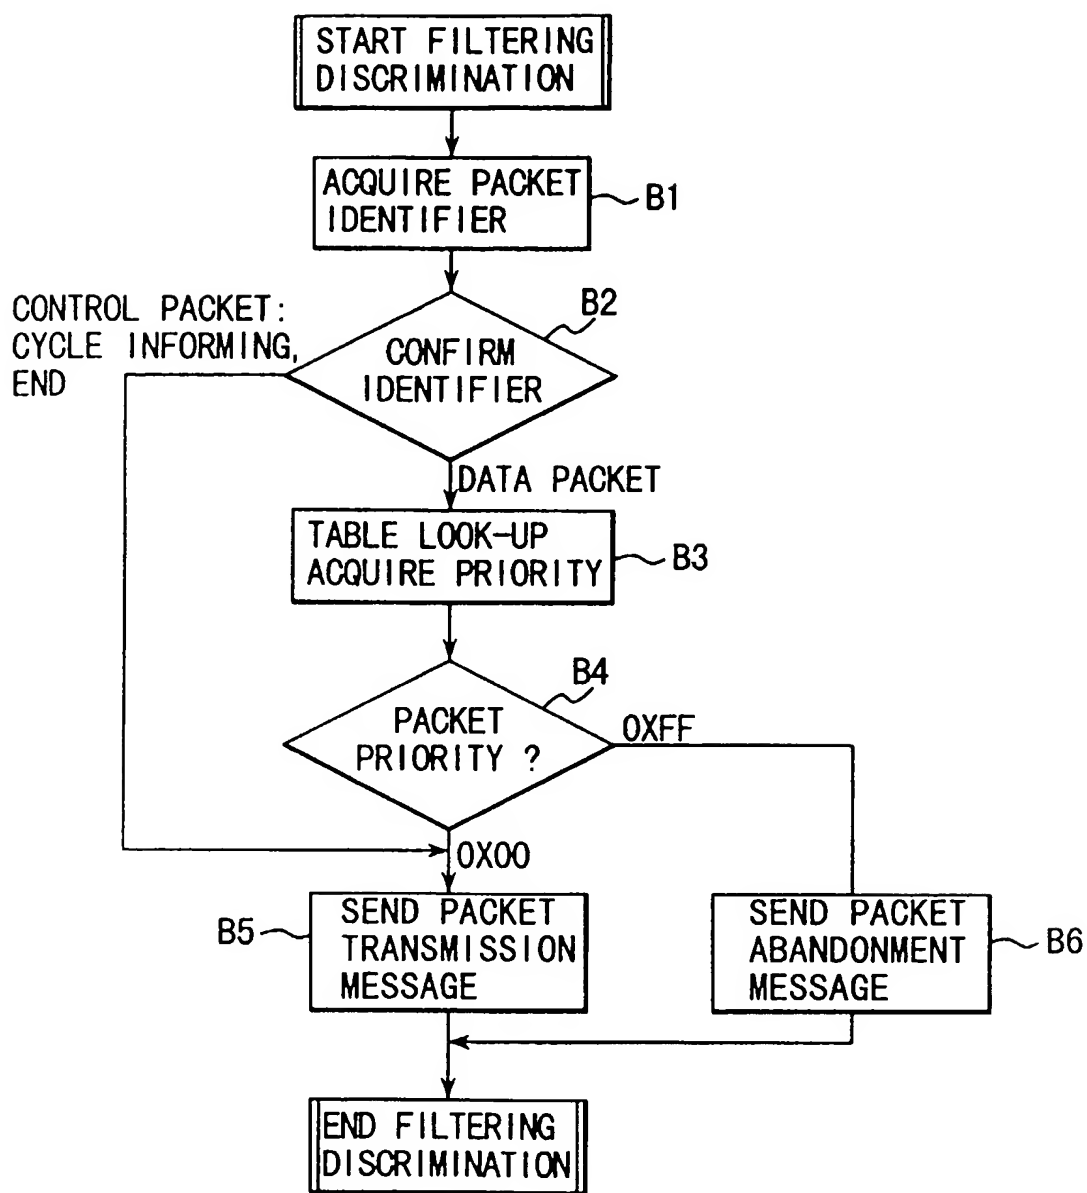 START FILTERING
DISCRIMINATION
ACQUIRE PACKET
IDENTIFIER
B1
CONTROL PACKET:
CYCLE INFORMING,
END
B2
CONFIRM
IDENTIFIER
DATA PACKET
TABLE LOOK-UP
ACQUIRE PRIORITY
B3
B4
PACKET
PRIORITY ?
0XFF
0X00
B5
SEND PACKET
TRANSMISSION
MESSAGE
SEND PACKET
ABANDONMENT
MESSAGE
B6
END FILTERING
DISCRIMINATION